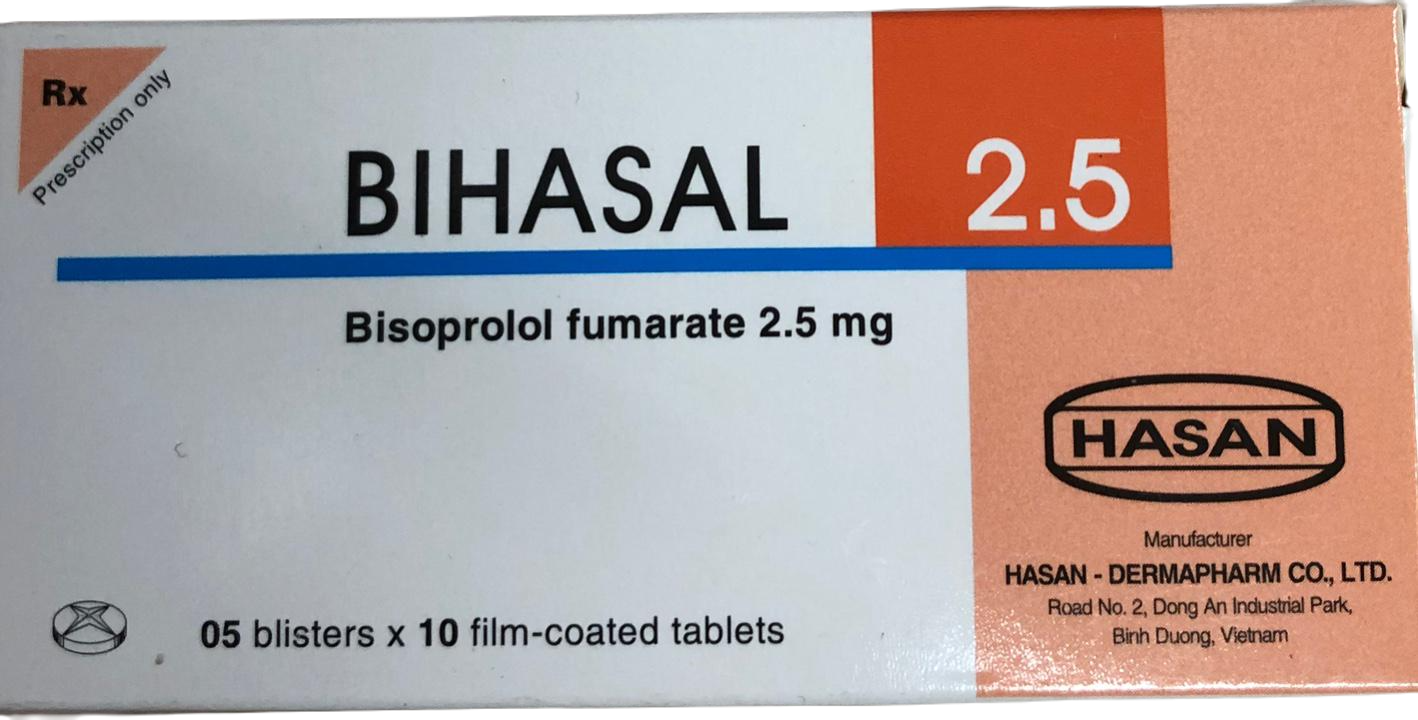 Rx
Prescription only
BIHASAL 2.5
Bisoprolol fumarate 2.5 mg
HASAN
Manufacturer
HASAN - DERMAPHARM CO., LTD.
Road No. 2, Dong An Industrial Park,
Binh Duong, Vietnam
05 blisters x 10 film-coated tablets